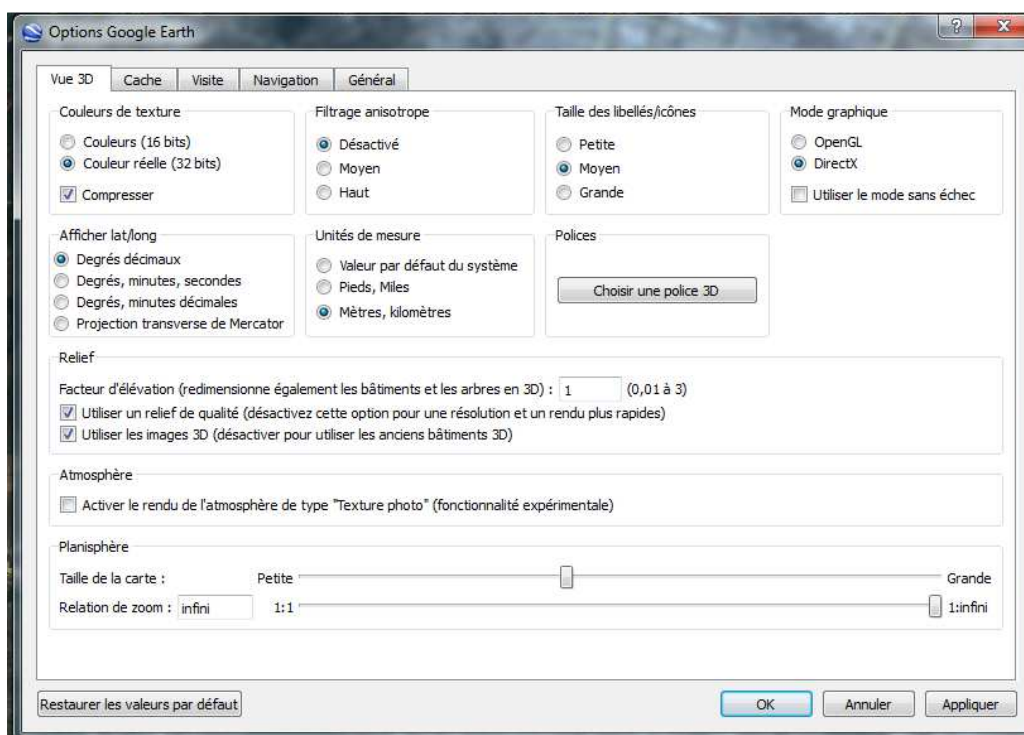 Options Google Earth
Vue 3D
Cache
Visite
Navigation
Général
Couleurs de texture
Couleurs (16 bits)
Couleur réelle (32 bits)
Compresser
Filtrage anisotrope
Désactivé
Moyen
Haut
Taille des libellés/icônes
Petite
Moyen
Grande
Mode graphique
OpenGL
DirectX
Utiliser le mode sans échec
Afficher lat/long
Degrés décimaux
Degrés, minutes, secondes
Degrés, minutes décimales
Projection transverse de Mercator
Unités de mesure
Valeur par défaut du système
Pieds, Miles
Mètres, kilomètres
Polices
Choisir une police 3D
Relief
Facteur d'élévation (redimensionne également les bâtiments et les arbres en 3D) : 1 (0,01 à 3)
Utiliser un relief de qualité (désactivez cette option pour une résolution et un rendu plus rapides)
Utiliser les images 3D (désactiver pour utiliser les anciens bâtiments 3D)
Atmosphère
Activer le rendu de l'atmosphère de type "Texture photo" (fonctionnalité expérimentale)
Planisphère
Taille de la carte : Petite Grande
Relation de zoom : infini 1:1 1:infini
Restaurer les valeurs par défaut
OK
Annuler
Appliquer